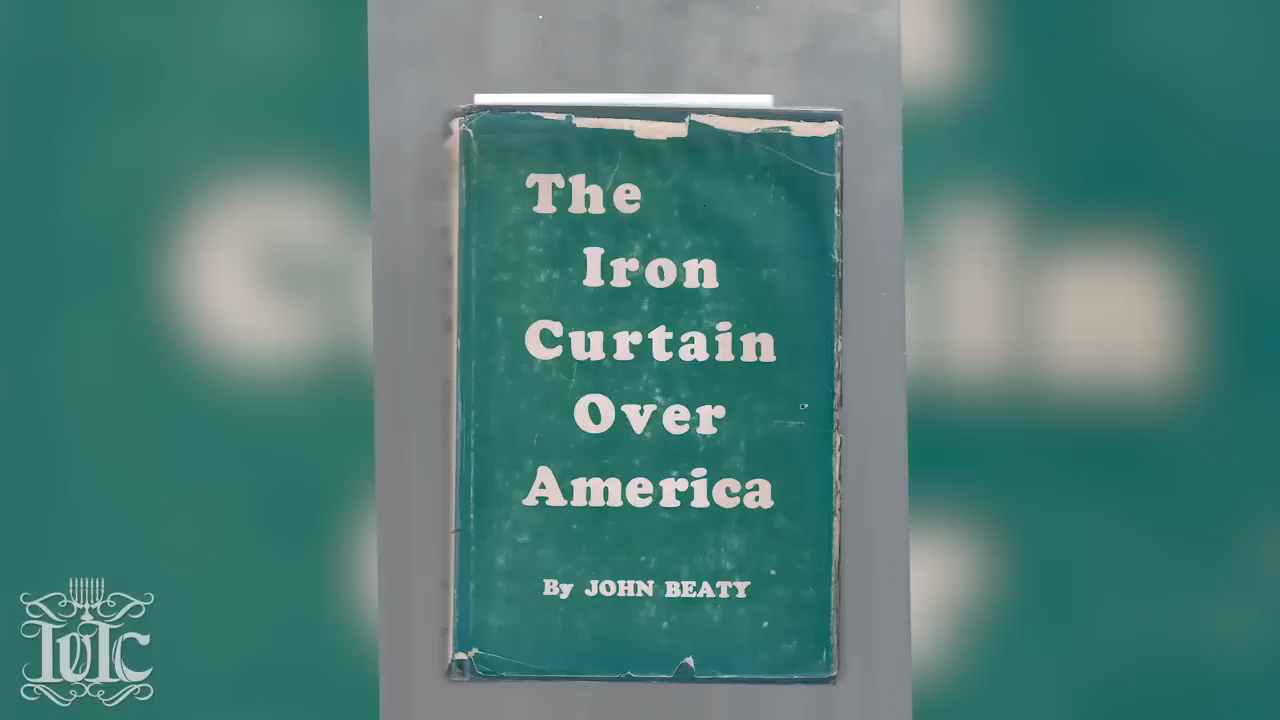 The
Iron
Curtain
Over
America
By JOHN BEATY
IUIC